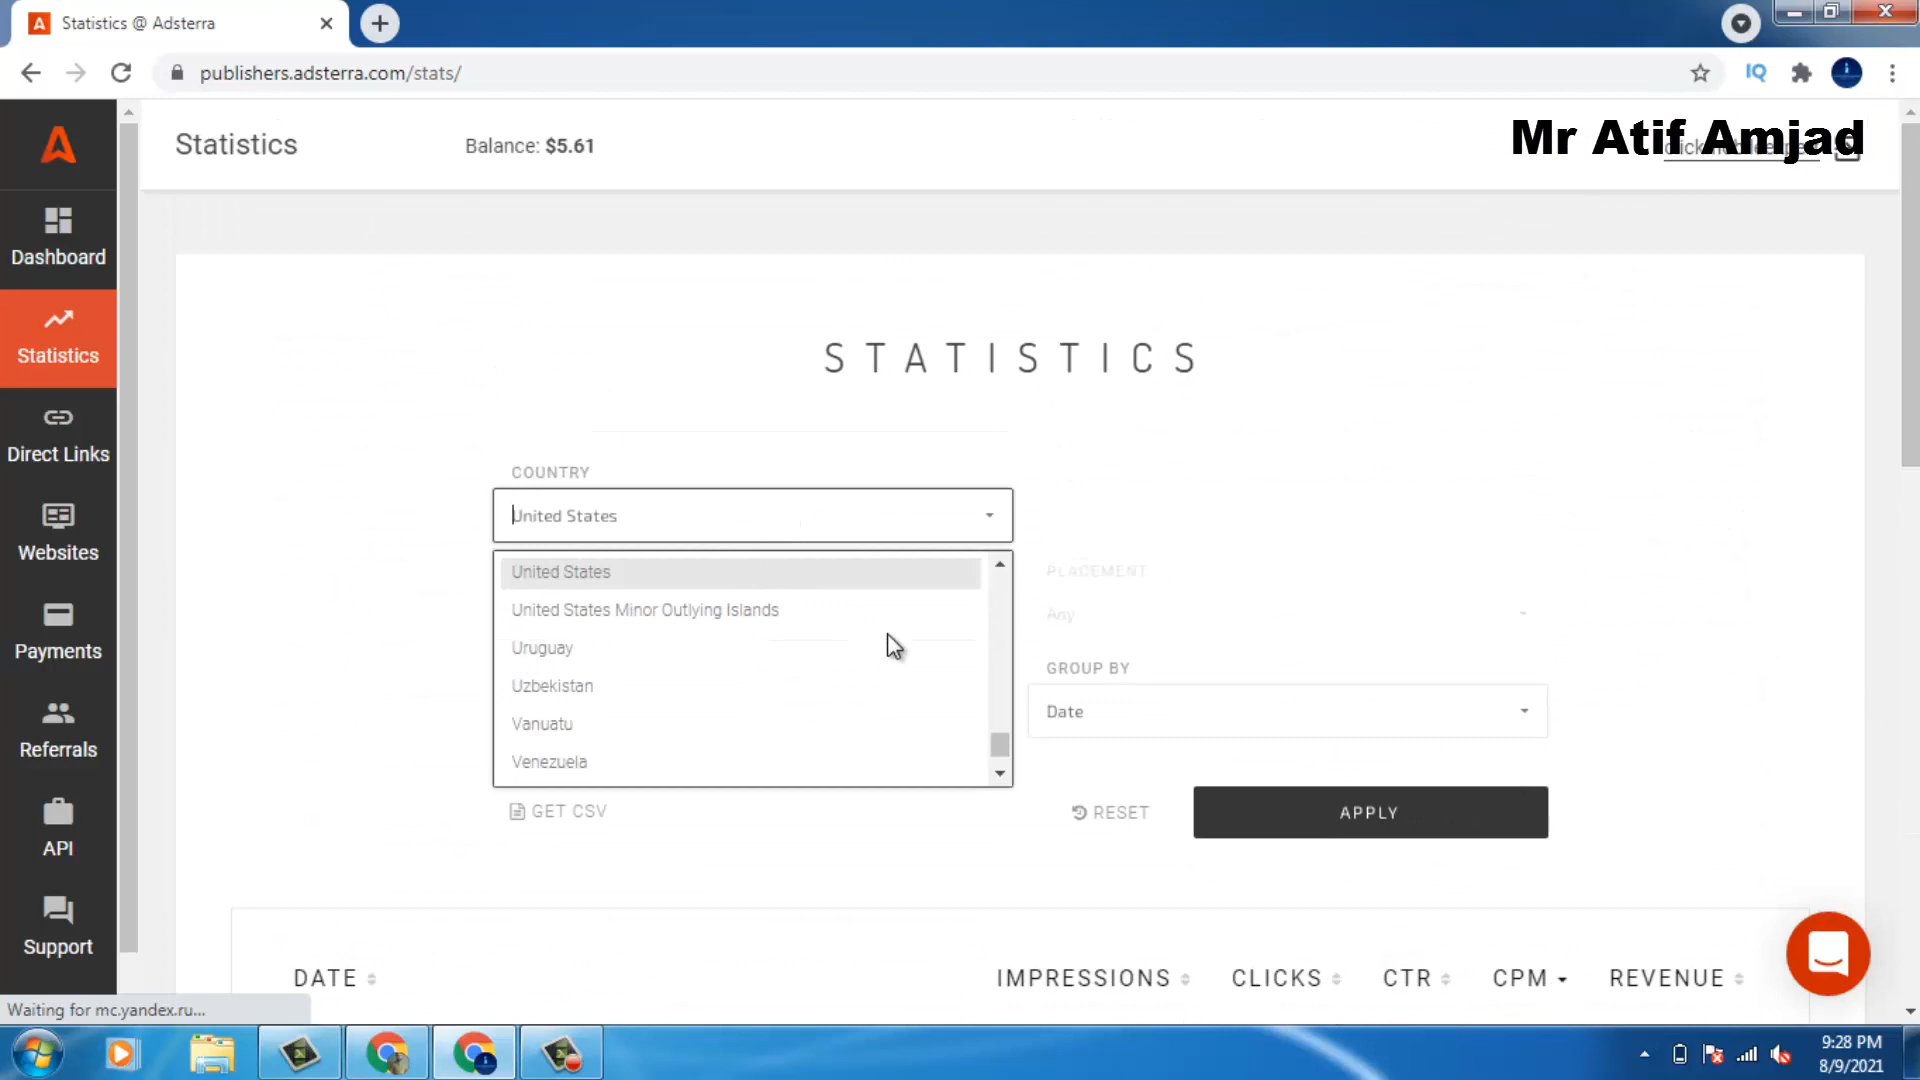 Statistics @ Adsterra
publishers.adsterra.com/stats/
IQ
Statistics
Balance: $5.61
Mr Atif Amjad
Dashboard
Statistics
Direct Links
Websites
Payments
Referrals
API
Support
STATISTICS
COUNTRY
United States
United States
United States Minor Outlying Islands
Uruguay
Uzbekistan
Vanuatu
Venezuela
PLACEMENT
Any
GROUP BY
Date
GET CSV
RESET
APPLY
DATE IMPRESSIONS CLICKS CTR CPM REVENUE
Waiting for mc.yandex.ru...
9:28 PM
8/9/2021